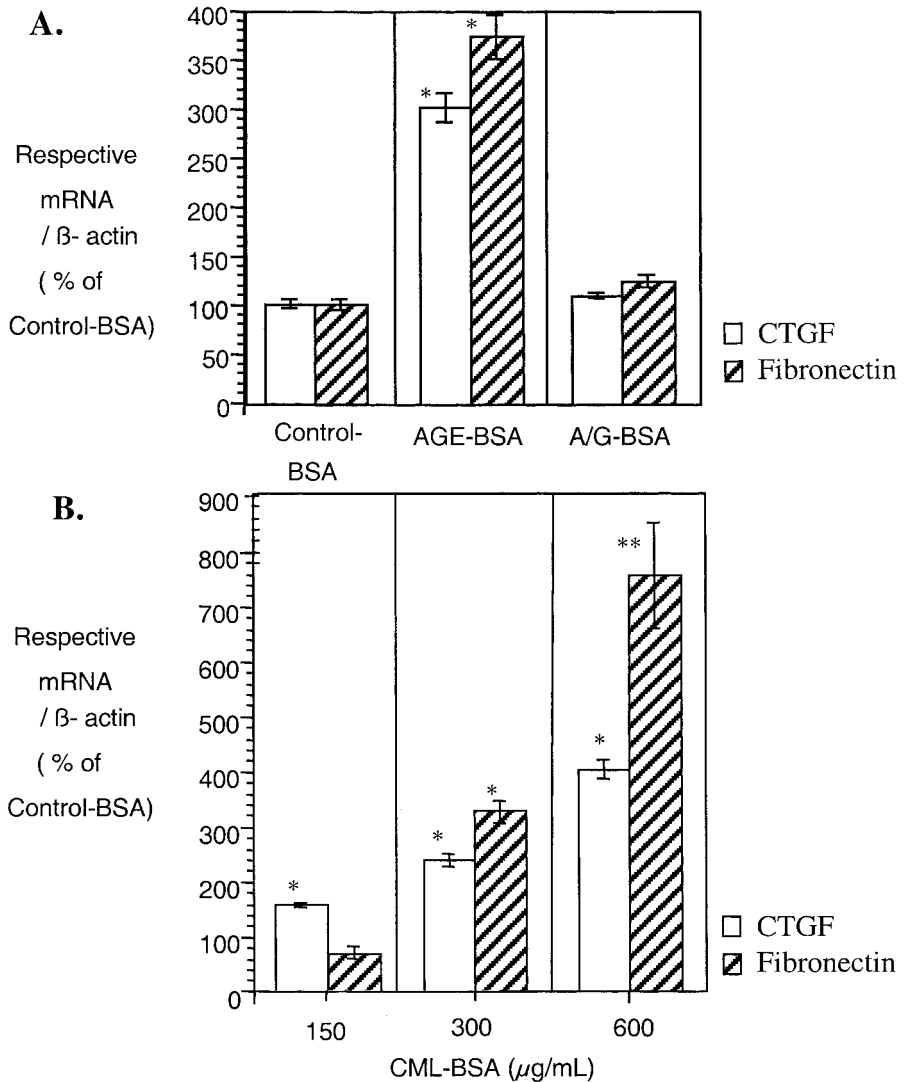 A.
400
350
300
250
200
150
100
50
0
Respective
mRNA
/ ß- actin
( % of
Control-BSA)
*
*
CTGF
Fibronectin
Control-
BSA
AGE-BSA
A/G-BSA
B.
900
800
700
600
500
400
300
200
100
0
Respective
mRNA
/ ß- actin
( % of
Control-BSA)
*
*
*
*
**
CTGF
Fibronectin
150
300
600
CML-BSA (µg/mL)